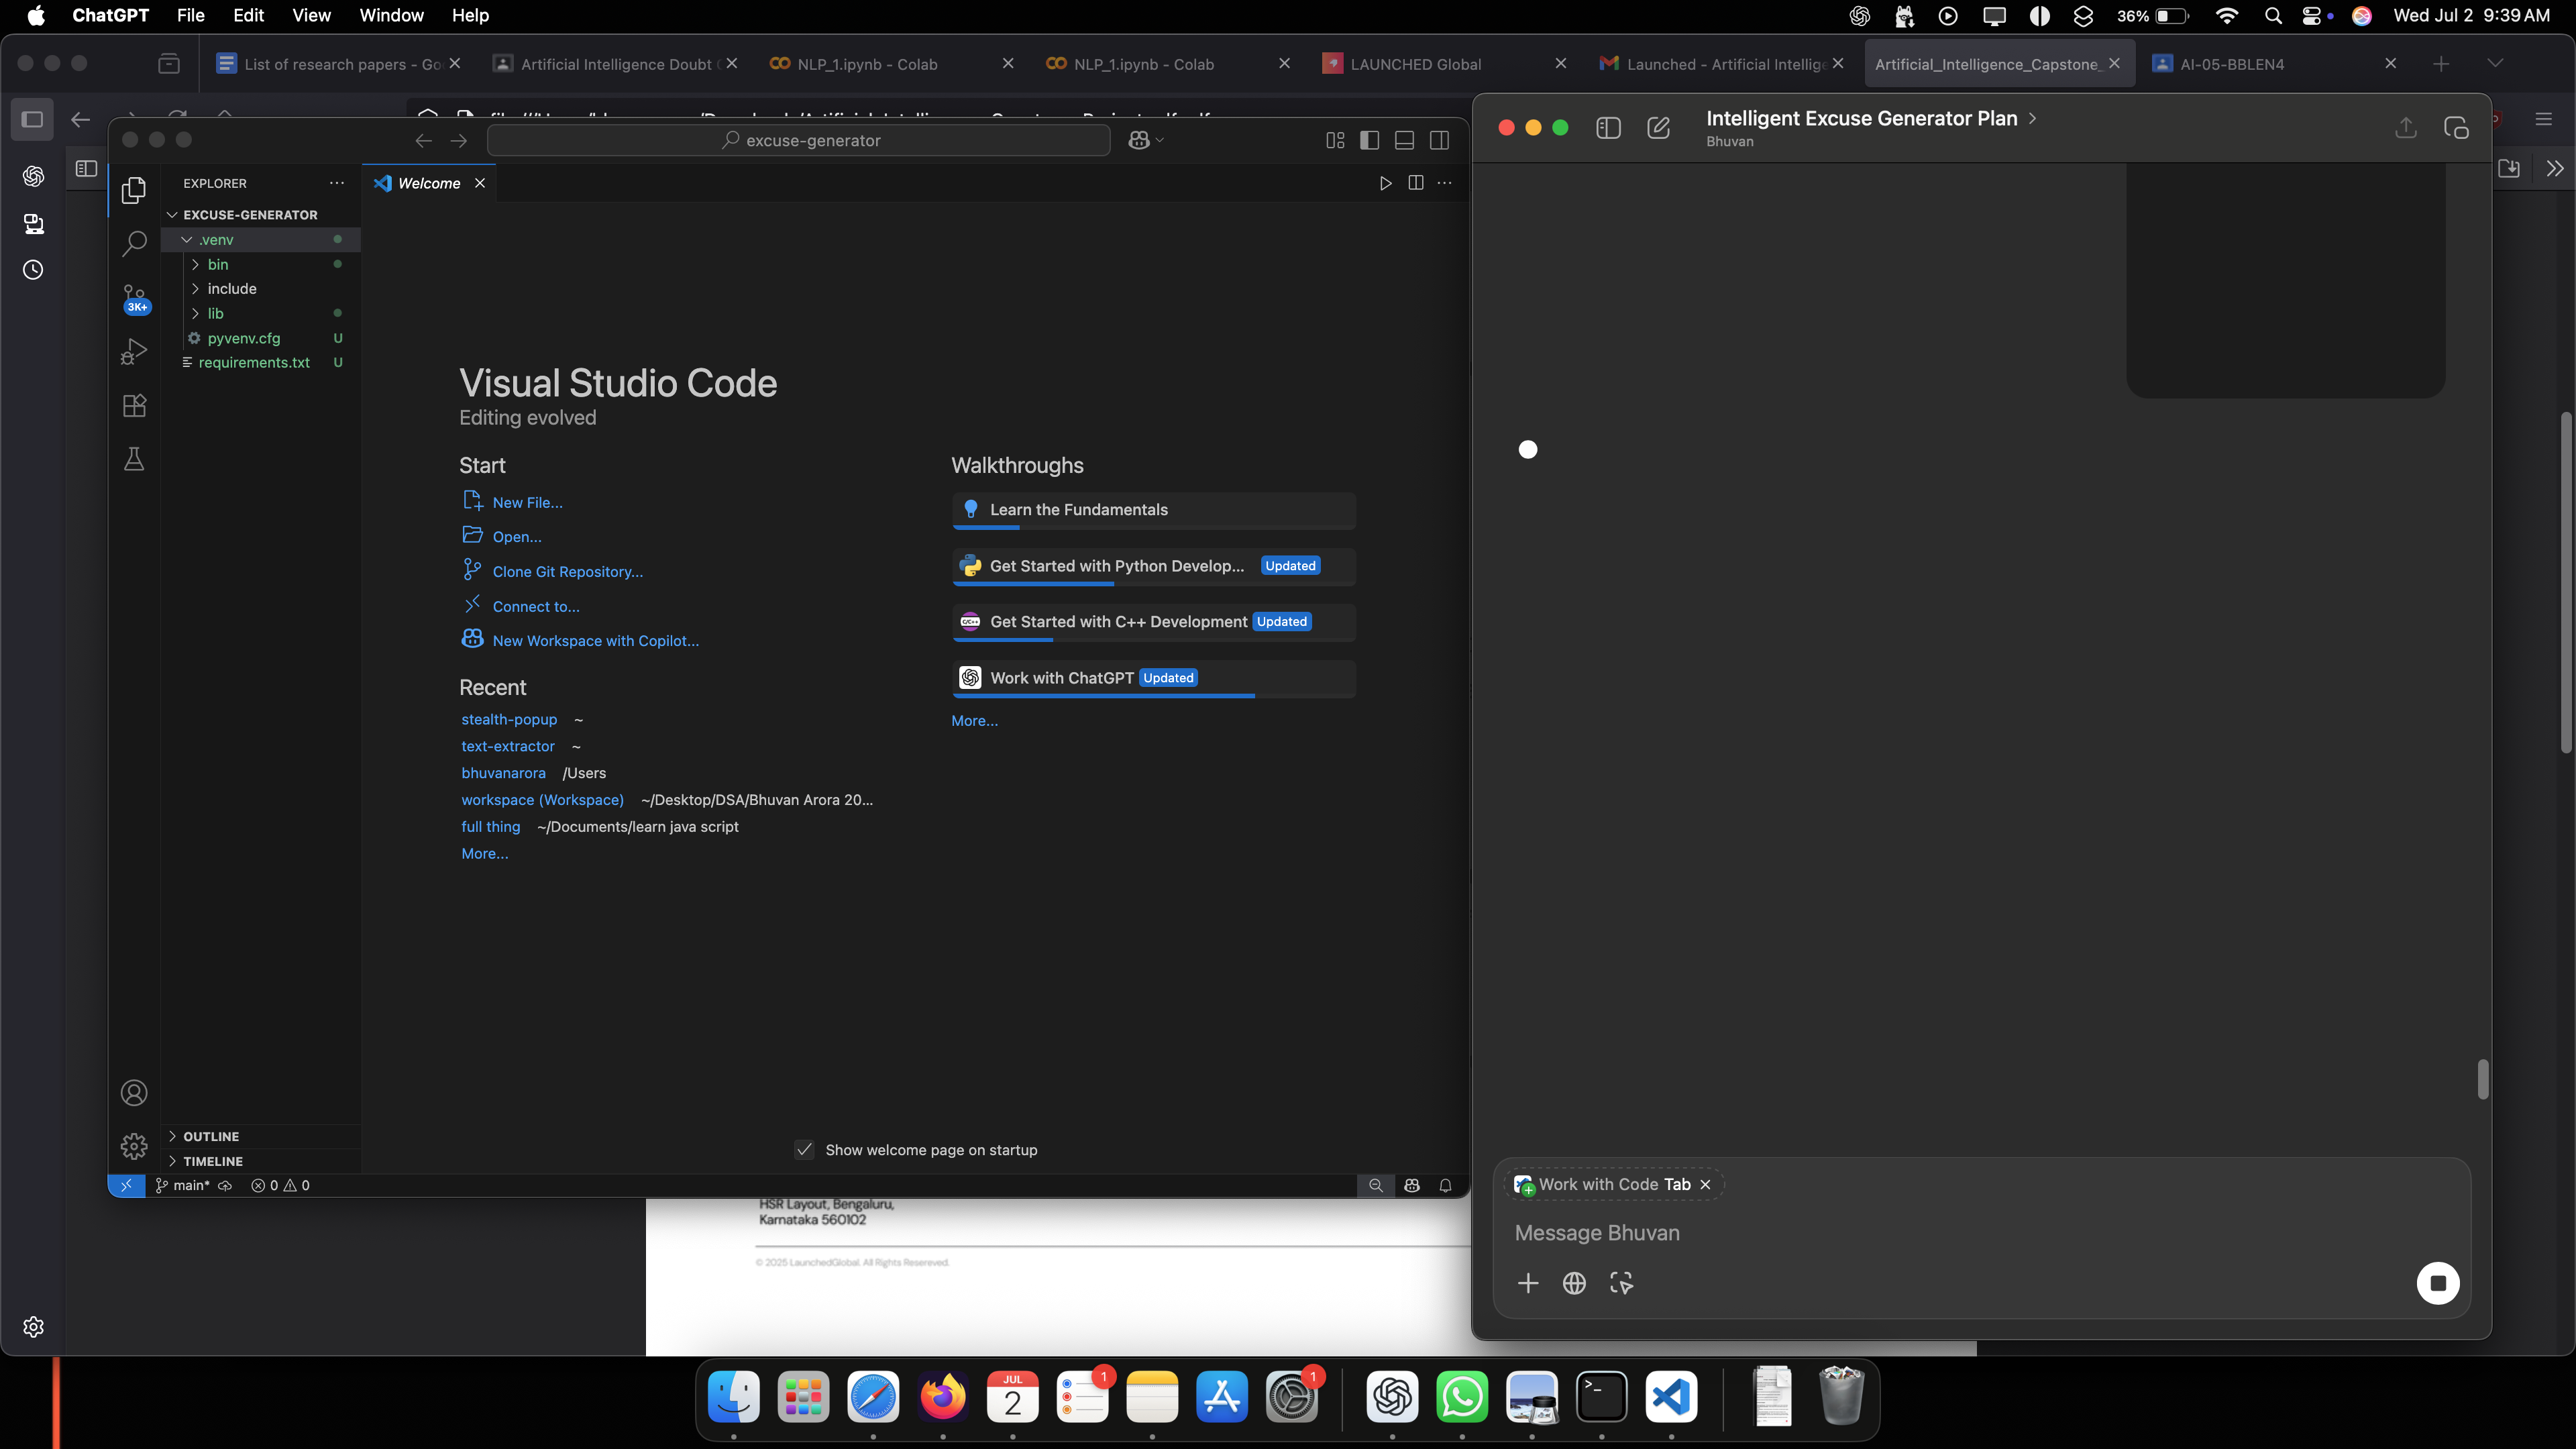 ChatGPT File Edit View Window Help
36% Wed Jul 2 9:39 AM
List of research papers - Go
Artificial Intelligence Doubt
NLP_1.ipynb - Colab
NLP_1.ipynb - Colab
LAUNCHED Global
Launched - Artificial Intellige
Artificial_Intelligence_Capstone_
AI-05-BBLEN4
excuse-generator
EXPLORER
Welcome
EXCUSE-GENERATOR
.venv
bin
include
lib
pyvenv.cfg U
requirements.txt U
3K+
Visual Studio Code
Editing evolved
Start
New File...
Open...
Clone Git Repository...
Connect to...
New Workspace with Copilot...
Recent
stealth-popup ~
text-extractor ~
bhuvanarora /Users
workspace (Workspace) ~/Desktop/DSA/Bhuvan Arora 20...
full thing ~/Documents/learn java script
More...
Walkthroughs
Learn the Fundamentals
Get Started with Python Develop... Updated
C/C++ Get Started with C++ Development Updated
Work with ChatGPT Updated
More...
Show welcome page on startup
OUTLINE
TIMELINE
main* 0 0
HSR Layout, Bengaluru,
Karnataka 560102
© 2025 LaunchedGlobal. All Rights Resereved.
Intelligent Excuse Generator Plan
Bhuvan
Work with Code Tab
Message Bhuvan
JUL
2
1
1